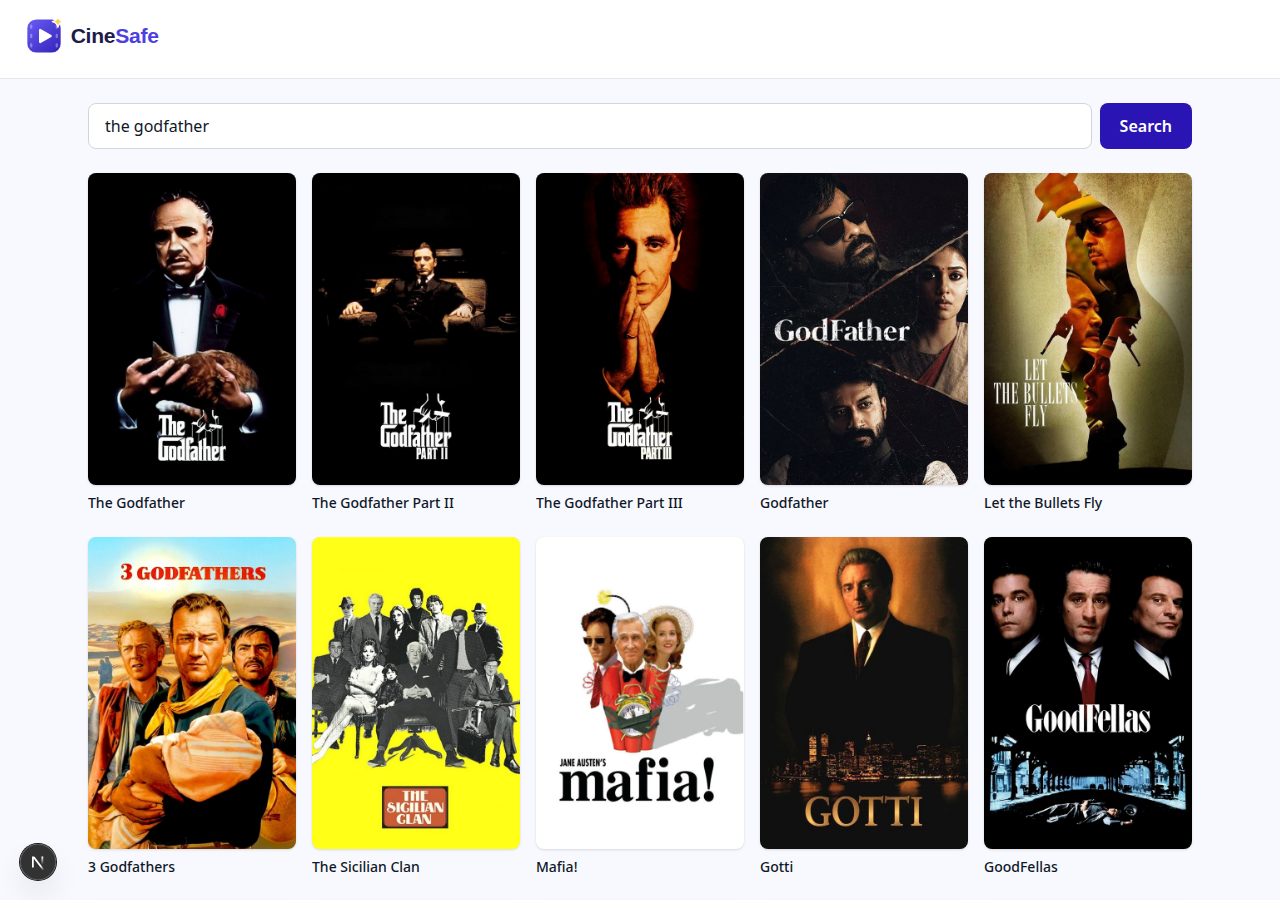 CineSafe
the godfather
Search
The
Godfather
The
Godfather
PART II
The
Godfather
PART III
GodFather
LET
THE BULLETS
FLY
The Godfather
The Godfather Part II
The Godfather Part III
Godfather
Let the Bullets Fly
3 GODFATHERS
THE
SICILIAN
CLAN
JANE AUSTEN'S
mafia!
GOTTI
GoodFellas
3 Godfathers
The Sicilian Clan
Mafia!
Gotti
GoodFellas
N